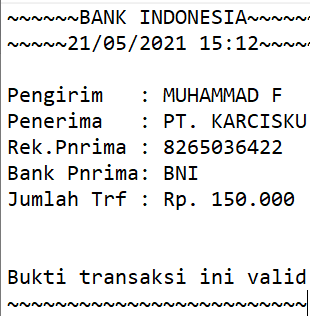 ~~~~~~BANK INDONESIA~~~~~~
~~~~~21/05/2021 15:12~~~~~
Pengirim   : MUHAMMAD F
Penerima   : PT. KARCISKU
Rek.Pnrima : 8265036422
Bank Pnrima: BNI
Jumlah Trf : Rp. 150.000
Bukti transaksi ini valid
~~~~~~~~~~~~~~~~~~~~~~~~~